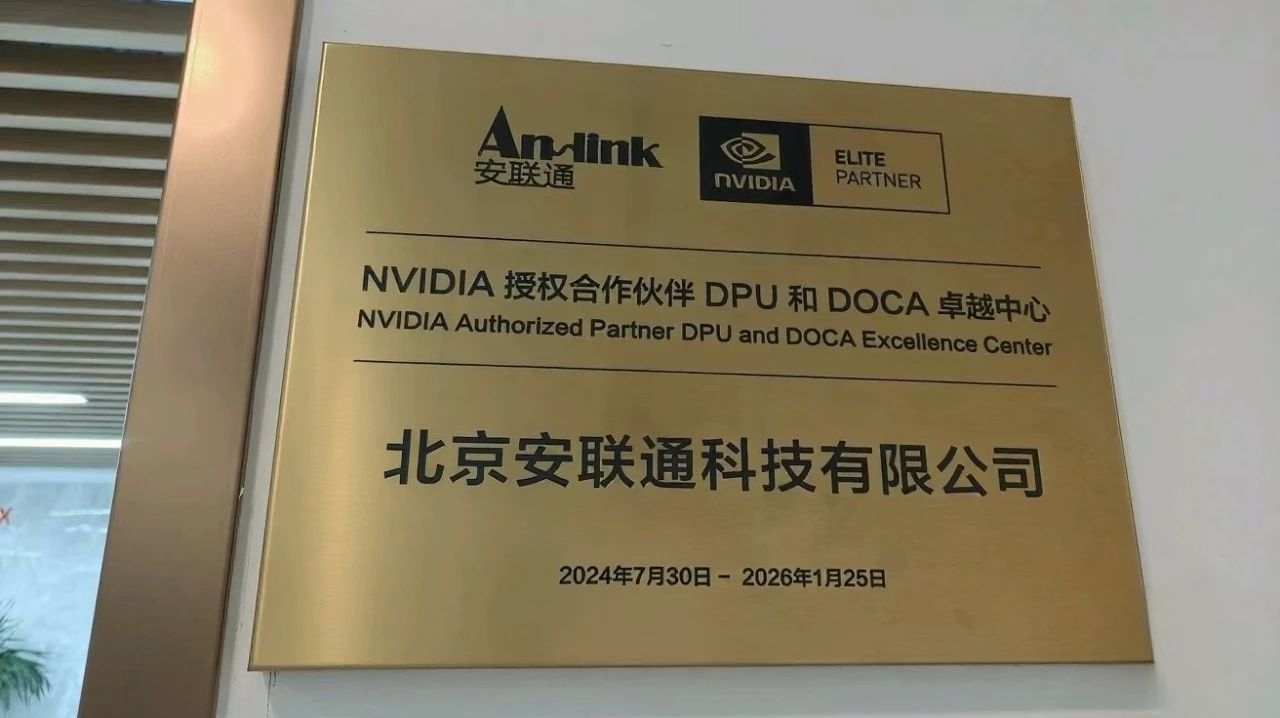 An-link
安联通
NVIDIA
ELITE
PARTNER
NVIDIA 授权合作伙伴 DPU 和 DOCA 卓越中心
NVIDIA Authorized Partner DPU and DOCA Excellence Center
北京安联通科技有限公司
2024年7月30日 – 2026年1月25日
X